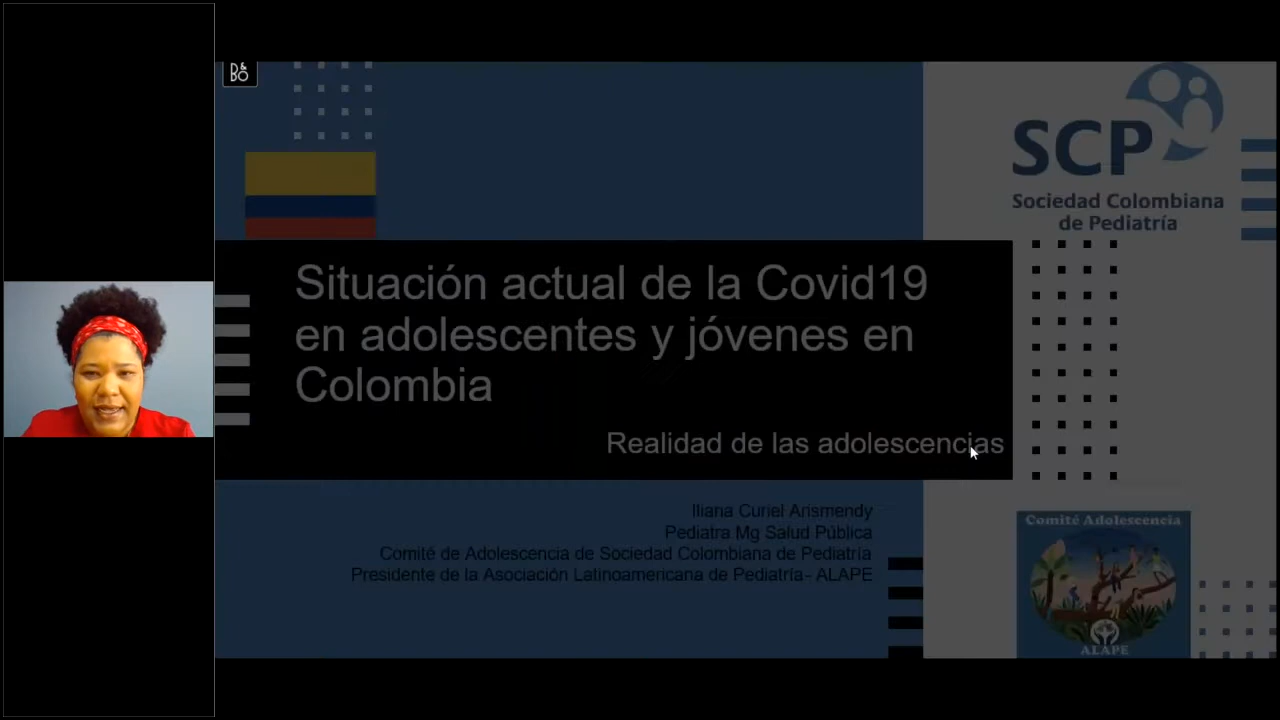 B&
BO
SCP
Sociedad Colombiana
de Pediatría
Situación actual de la Covid19
en adolescentes y jóvenes en
Colombia
Realidad de las adolescencias
Iliana Curiel Arismendy
Pediatra Mg Salud Pública
Comité de Adolescencia de Sociedad Colombiana de Pediatría
Presidente de la Asociación Latinoamericana de Pediatría- ALAPE
Comité Adolescencia
ALAPE